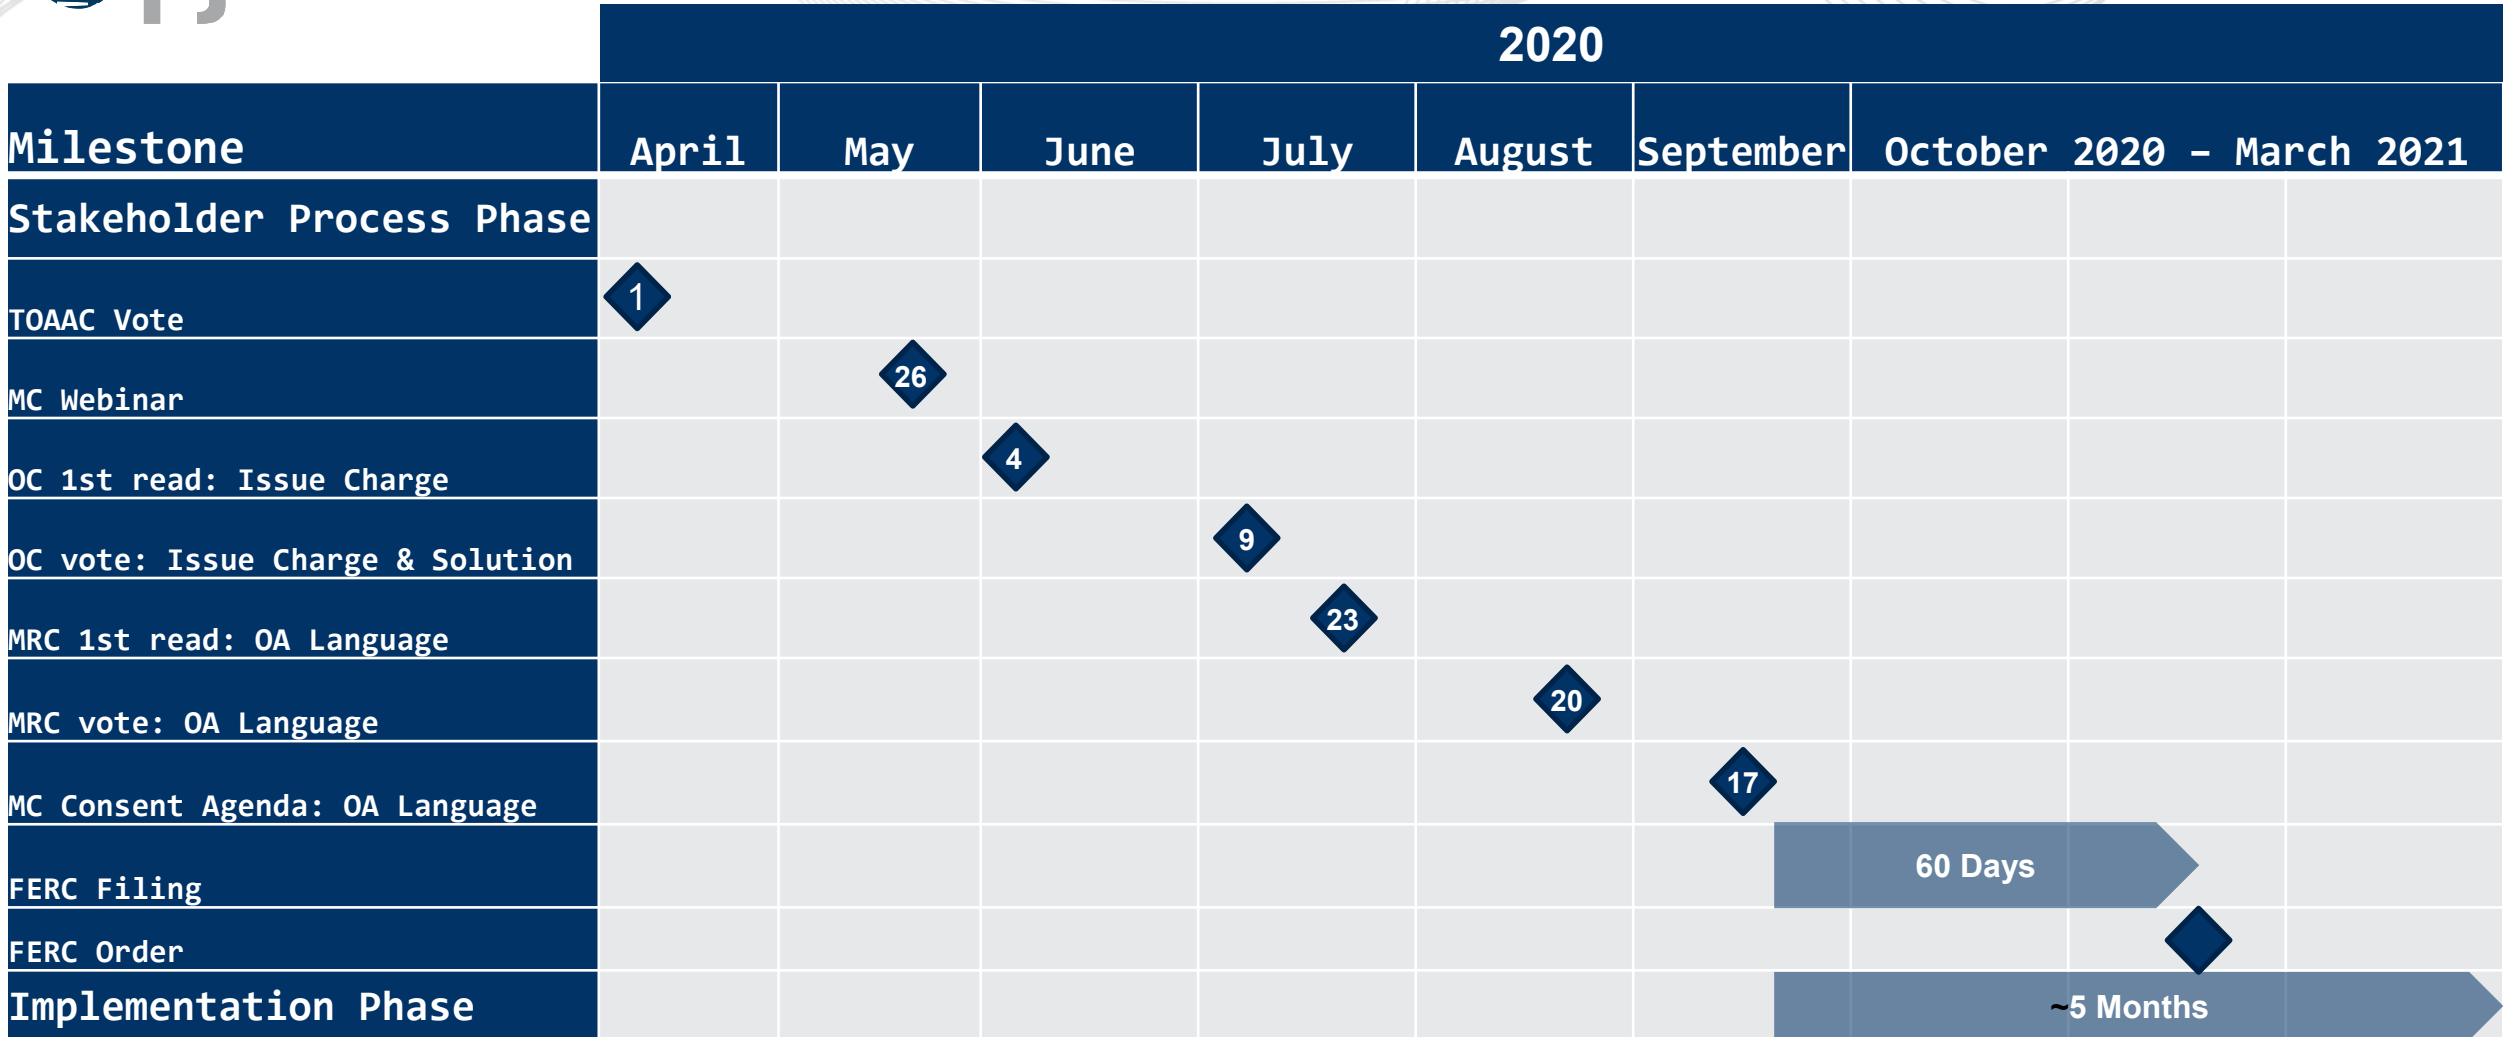 2020
Milestone April May June July August September October 2020 – March 2021
Stakeholder Process Phase
TOAAC Vote 1
MC Webinar 26
OC 1st read: Issue Charge 4
OC vote: Issue Charge & Solution 9
MRC 1st read: OA Language 23
MRC vote: OA Language 20
MC Consent Agenda: OA Language 17
FERC Filing 60 Days
FERC Order
Implementation Phase ~5 Months